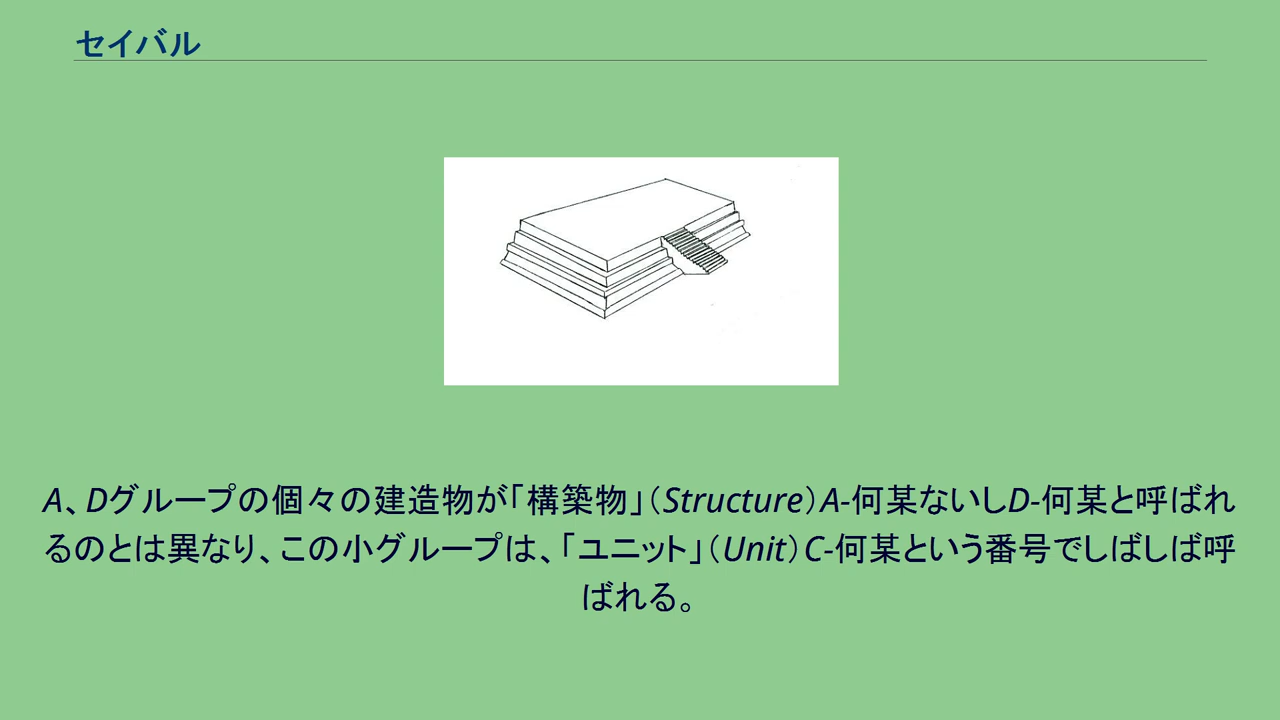 セイバル
A、Dグループの個々の建造物が「構築物」（Structure）A-何某ないしD-何某と呼ばれ
るのとは異なり、この小グループは、「ユニット」（Unit）C-何某という番号でしばしば呼
ばれる。